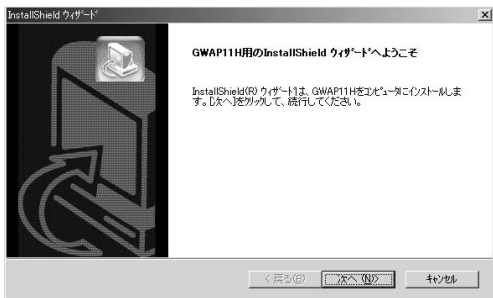 InstallShield ウィザード
GWAP11H用のInstallShield ウィザードへようこそ
InstallShield(R) ウィザードは、GWAP11Hをコンピュータにインストールしま
す。[次へ]をクリックして、続行してください。
< 戻る(B)
次へ(N)>
キャンセル